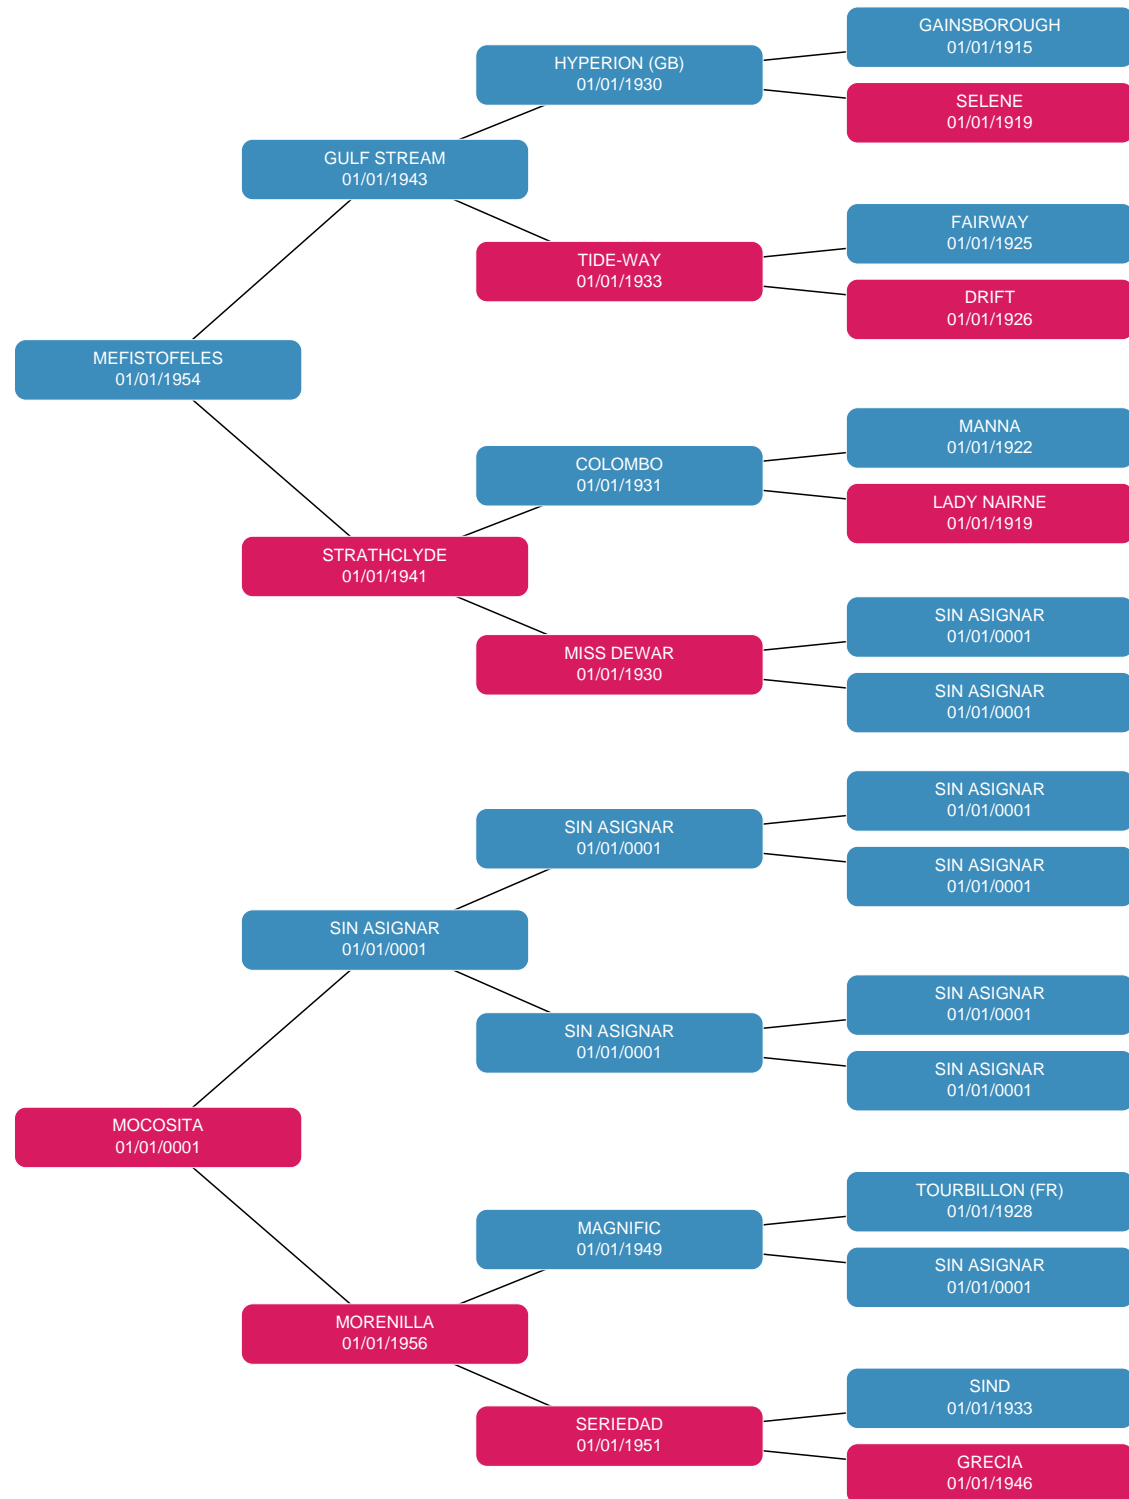 GAINSBOROUGH
01/01/1915
HYPERION (GB)
01/01/1930
SELENE
01/01/1919
GULF STREAM
01/01/1943
FAIRWAY
01/01/1925
TIDE-WAY
01/01/1933
DRIFT
01/01/1926
MEFISTOFELES
01/01/1954
MANNA
01/01/1922
COLOMBO
01/01/1931
LADY NAIRNE
01/01/1919
STRATHCLYDE
01/01/1941
SIN ASIGNAR
01/01/0001
MISS DEWAR
01/01/1930
SIN ASIGNAR
01/01/0001
SIN ASIGNAR
01/01/0001
SIN ASIGNAR
01/01/0001
SIN ASIGNAR
01/01/0001
SIN ASIGNAR
01/01/0001
SIN ASIGNAR
01/01/0001
SIN ASIGNAR
01/01/0001
SIN ASIGNAR
01/01/0001
MOCOSITA
01/01/0001
TOURBILLON (FR)
01/01/1928
MAGNIFIC
01/01/1949
SIN ASIGNAR
01/01/0001
MORENILLA
01/01/1956
SIND
01/01/1933
SERIEDAD
01/01/1951
GRECIA
01/01/1946